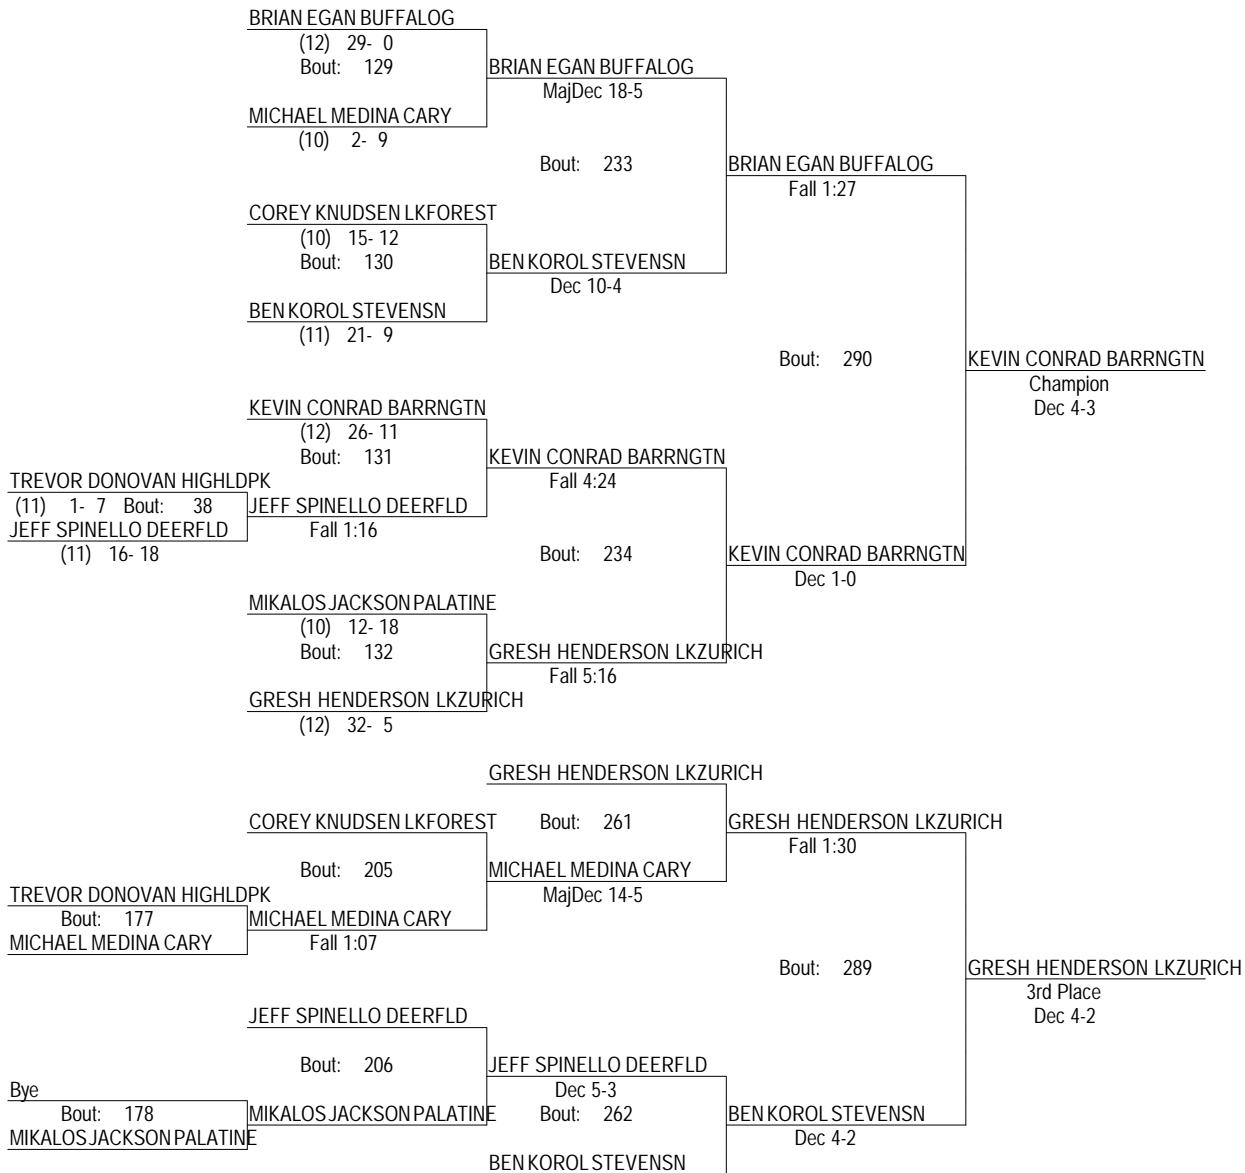 BRIAN EGAN BUFFALOG
(12) 29- 0
Bout: 129
BRIAN EGAN BUFFALOG
MajDec 18-5
MICHAEL MEDINA CARY
(10) 2- 9
Bout: 233
BRIAN EGAN BUFFALOG
Fall 1:27
COREY KNUDSEN LKFOREST
(10) 15- 12
Bout: 130
BEN KOROL STEVENSN
Dec 10-4
BEN KOROL STEVENSN
(11) 21- 9
Bout: 290
KEVIN CONRAD BARRNGTN
Champion
Dec 4-3
KEVIN CONRAD BARRNGTN
(12) 26- 11
Bout: 131
KEVIN CONRAD BARRNGTN
Fall 4:24
TREVOR DONOVAN HIGHLDPK
(11) 1- 7 Bout: 38
JEFF SPINELLO DEERFLD
Fall 1:16
JEFF SPINELLO DEERFLD
(11) 16- 18
Bout: 234
KEVIN CONRAD BARRNGTN
Dec 1-0
MIKALOS JACKSON PALATINE
(10) 12- 18
Bout: 132
GRESH HENDERSON LKZURICH
Fall 5:16
GRESH HENDERSON LKZURICH
(12) 32- 5
GRESH HENDERSON LKZURICH
COREY KNUDSEN LKFOREST
Bout: 261
GRESH HENDERSON LKZURICH
Fall 1:30
Bout: 205
MICHAEL MEDINA CARY
MajDec 14-5
TREVOR DONOVAN HIGHLDPK
Bout: 177
MICHAEL MEDINA CARY
Fall 1:07
MICHAEL MEDINA CARY
Bout: 289
GRESH HENDERSON LKZURICH
3rd Place
Dec 4-2
JEFF SPINELLO DEERFLD
Bout: 206
JEFF SPINELLO DEERFLD
Dec 5-3
Bye
Bout: 178
MIKALOS JACKSON PALATINE
Bout: 262
BEN KOROL STEVENSN
Dec 4-2
MIKALOS JACKSON PALATINE
BEN KOROL STEVENSN